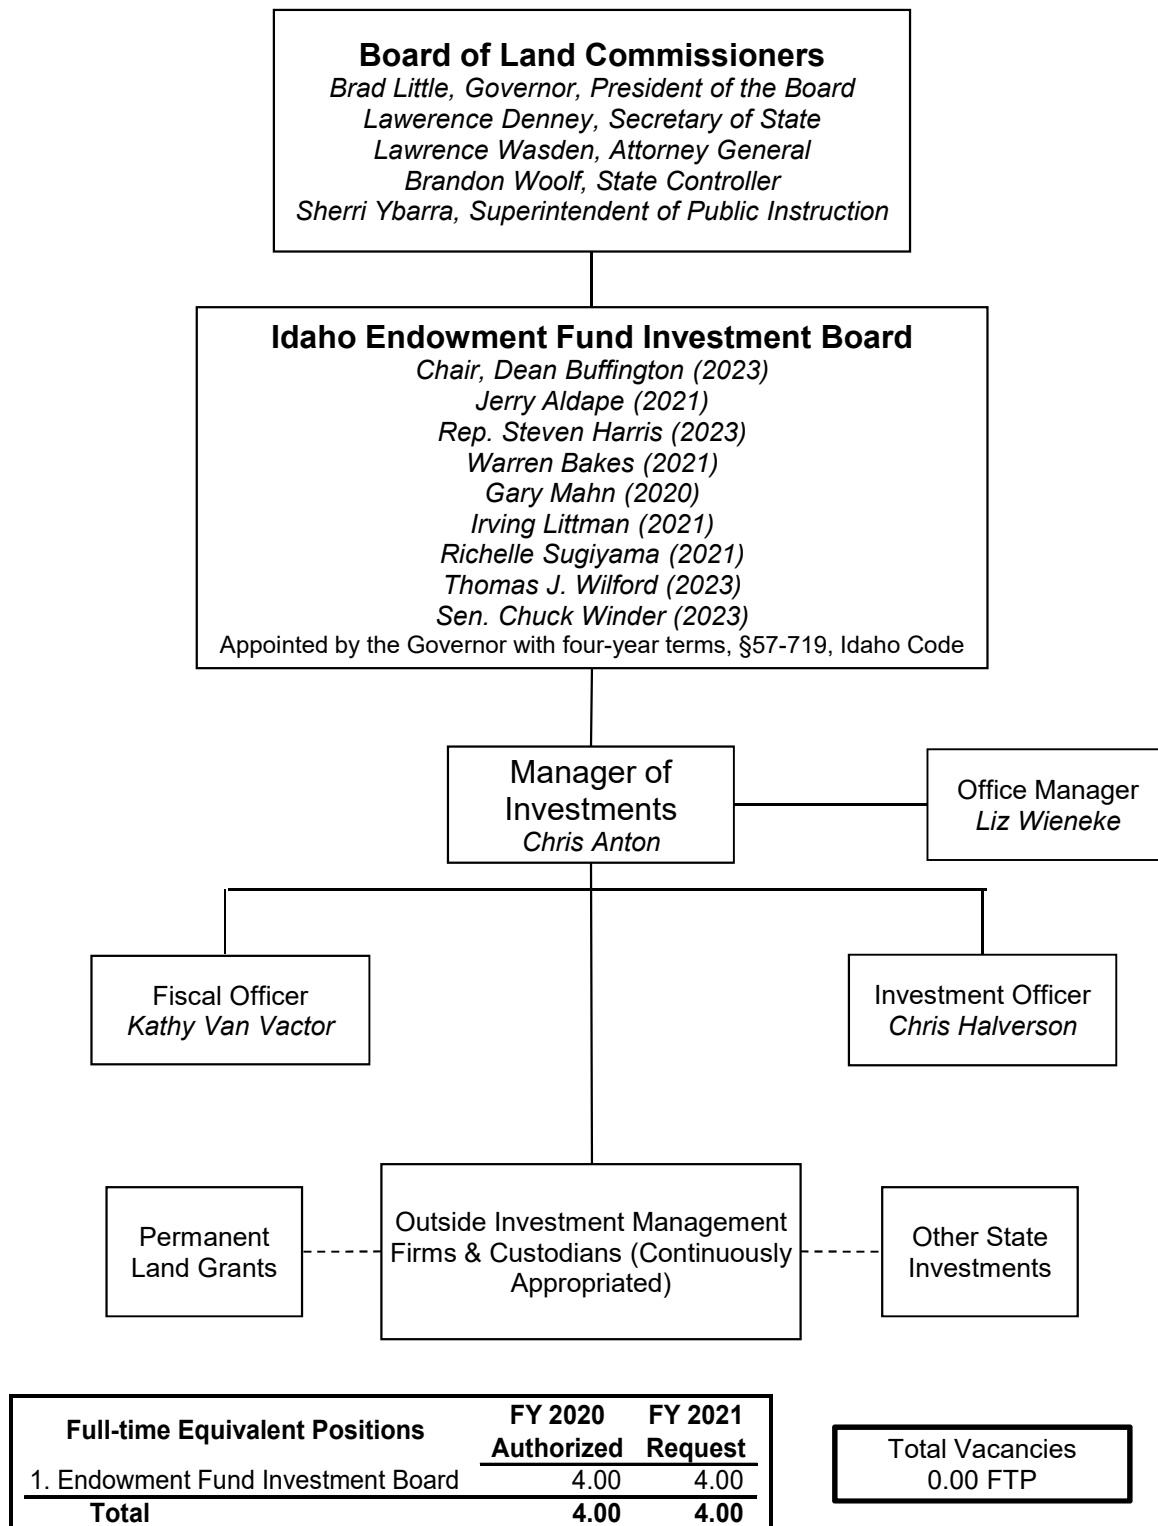 Board of Land Commissioners
Brad Little, Governor, President of the Board
Lawerence Denney, Secretary of State
Lawrence Wasden, Attorney General
Brandon Woolf, State Controller
Sherri Ybarra, Superintendent of Public Instruction
Idaho Endowment Fund Investment Board
Chair, Dean Buffington (2023)
Jerry Aldape (2021)
Rep. Steven Harris (2023)
Warren Bakes (2021)
Gary Mahn (2020)
Irving Littman (2021)
Richelle Sugiyama (2021)
Thomas J. Wilford (2023)
Sen. Chuck Winder (2023)
Appointed by the Governor with four-year terms, §57-719, Idaho Code
Manager of
Investments
Chris Anton
Office Manager
Liz Wieneke
Fiscal Officer
Kathy Van Vactor
Investment Officer
Chris Halverson
Permanent
Land Grants
Outside Investment Management
Firms & Custodians (Continuously
Appropriated)
Other State
Investments
Full-time Equivalent Positions
FY 2020 FY 2021
Authorized Request
1. Endowment Fund Investment Board 4.00 4.00
Total 4.00 4.00
Total Vacancies
0.00 FTP